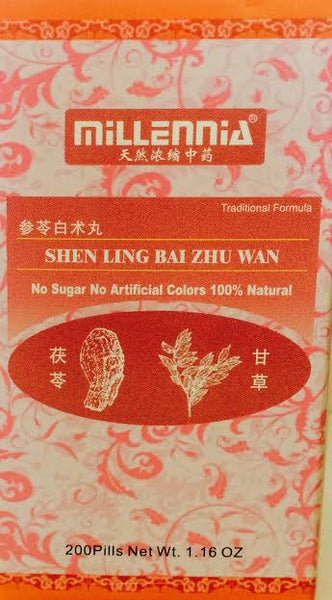 MiLLENNiA®
天然浓缩中药
Traditional Formula
参苓白术丸
SHEN LING BAI ZHU WAN
No Sugar No Artificial Colors 100% Natural
茯苓
甘草
200Pills Net Wt. 1.16 OZ